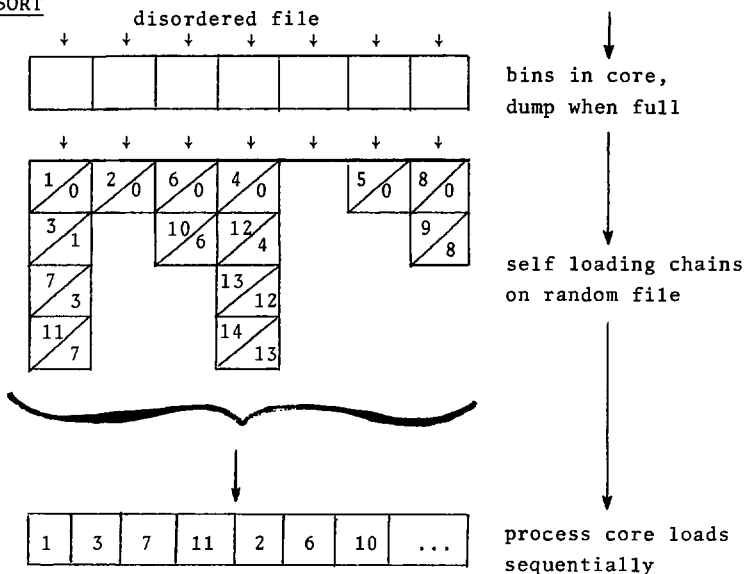 SORT
disordered file
bins in core,
dump when full
1 0 2 0 6 0 4 0 5 0 8 0
3 1 10 6 12 4 9 8
7 3 13 12
11 7 14 13
self loading chains
on random file
1 3 7 11 2 6 10 ...
process core loads
sequentially